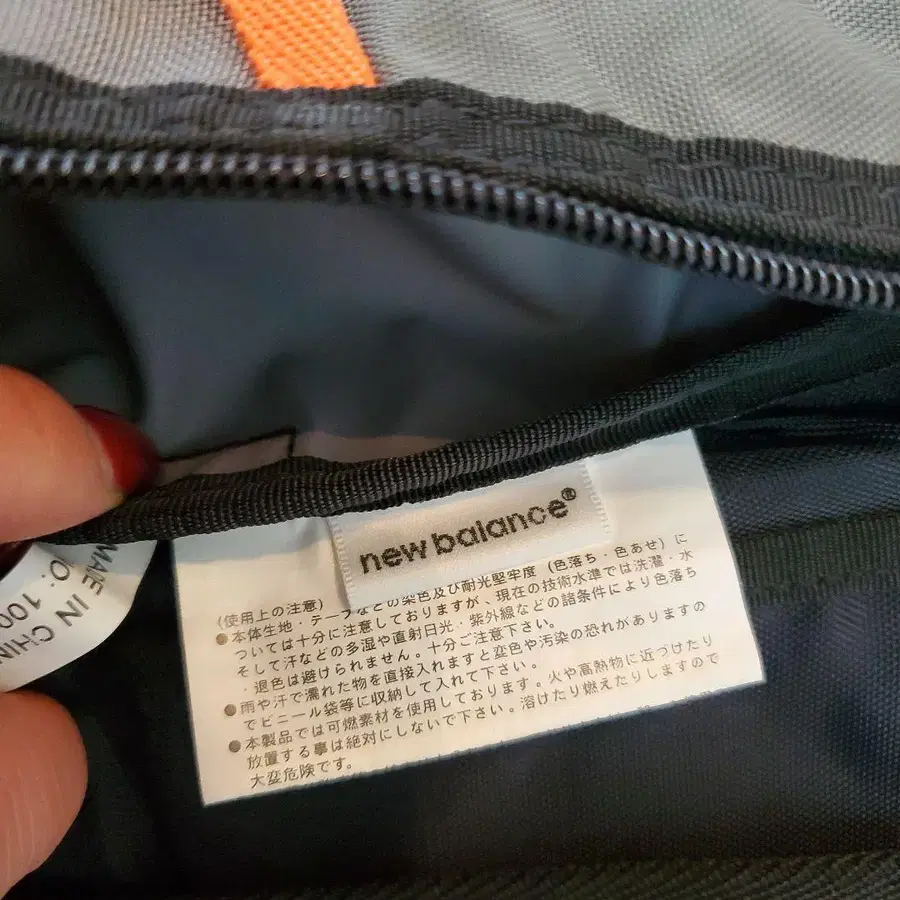 new balance®
(使用上の注意)
●本体生地・テープなどの染色及び耐光堅牢度(色落ち・色あせ)に
ついては十分に注意しておりますが、現在の技術水準では洗濯・水
そして汗などの多湿や直射日光・紫外線などの諸条件により色落ち
・退色は避けられません。十分ご注意下さい。
●雨や汗で濡れた物を直接入れますと変色や汚染の恐れがありますの
でビニール袋等に収納して入れて下さい。
●本製品では可燃素材を使用しております。火や高熱物に近づけたり
放置する事は絶対にしないで下さい。溶けたり燃えたりしますので
大変危険です。
MADE IN CHIN
O: 100